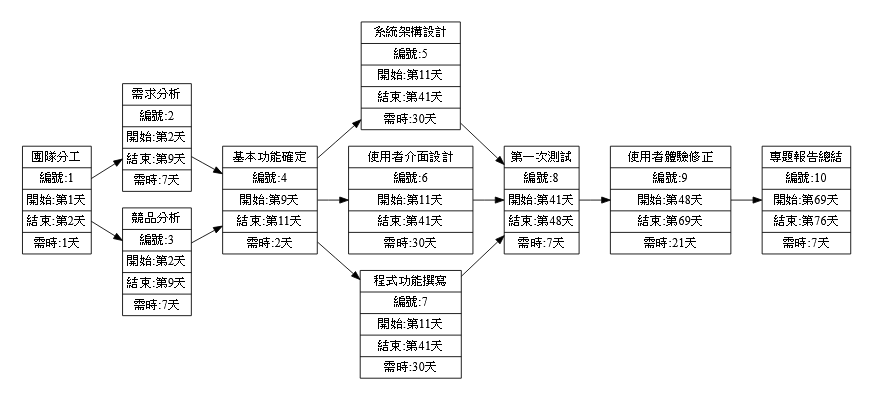 團隊分工
編號:1
開始:第1天
結束:第2天
需時:1天
需求分析
編號:2
開始:第2天
結束:第9天
需時:7天
競品分析
編號:3
開始:第2天
結束:第9天
需時:7天
基本功能確定
編號:4
開始:第9天
結束:第11天
需時:2天
系統架構設計
編號:5
開始:第11天
結束:第41天
需時:30天
使用者介面設計
編號:6
開始:第11天
結束:第41天
需時:30天
程式功能撰寫
編號:7
開始:第11天
結束:第41天
需時:30天
第一次測試
編號:8
開始:第41天
結束:第48天
需時:7天
使用者體驗修正
編號:9
開始:第48天
結束:第69天
需時:21天
專題報告總結
編號:10
開始:第69天
結束:第76天
需時:7天